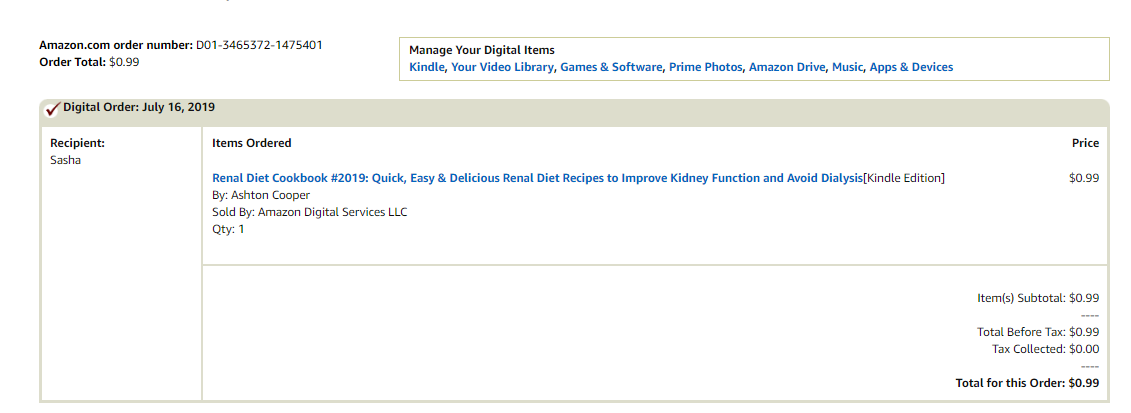 Amazon.com order number: D01-3465372-1475401
Order Total: $0.99
Manage Your Digital Items
Kindle, Your Video Library, Games & Software, Prime Photos, Amazon Drive, Music, Apps & Devices
Digital Order: July 16, 2019
Recipient:
Sasha
Items Ordered Price
Renal Diet Cookbook #2019: Quick, Easy & Delicious Renal Diet Recipes to Improve Kidney Function and Avoid Dialysis[Kindle Edition] $0.99
By: Ashton Cooper
Sold By: Amazon Digital Services LLC
Qty: 1
Item(s) Subtotal: $0.99
----
Total Before Tax: $0.99
Tax Collected: $0.00
----
Total for this Order: $0.99